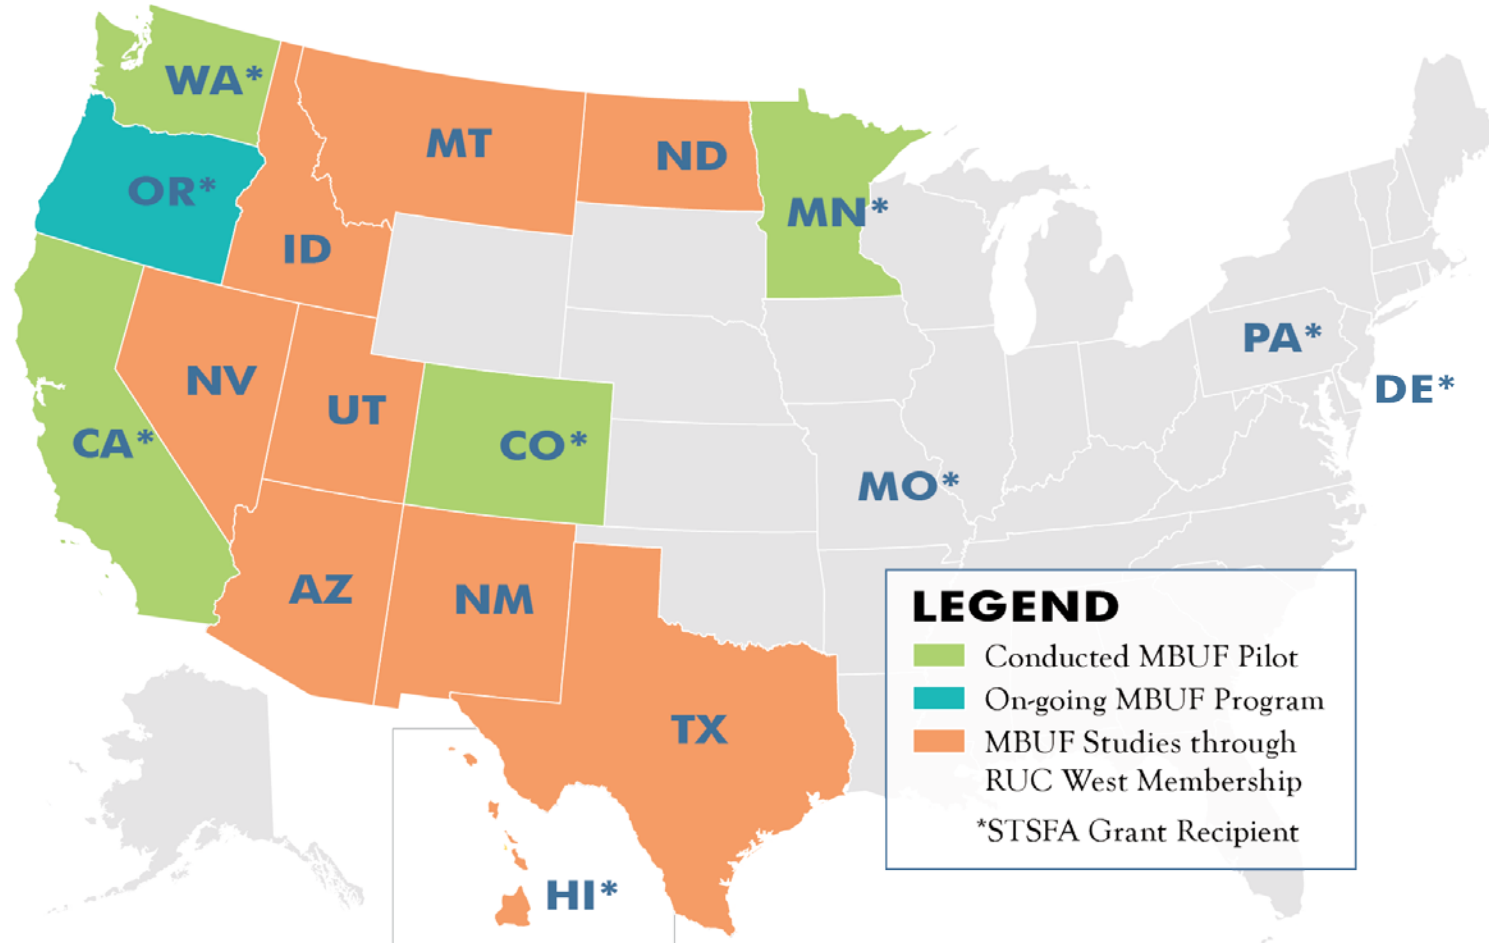 WA*
MT
ND
OR*
MN*
ID
PA*
NV
DE*
UT
CA*
CO*
MO*
AZ
NM
TX
HI*
LEGEND
Conducted MBUF Pilot
On-going MBUF Program
MBUF Studies through
RUC West Membership
*STSFA Grant Recipient